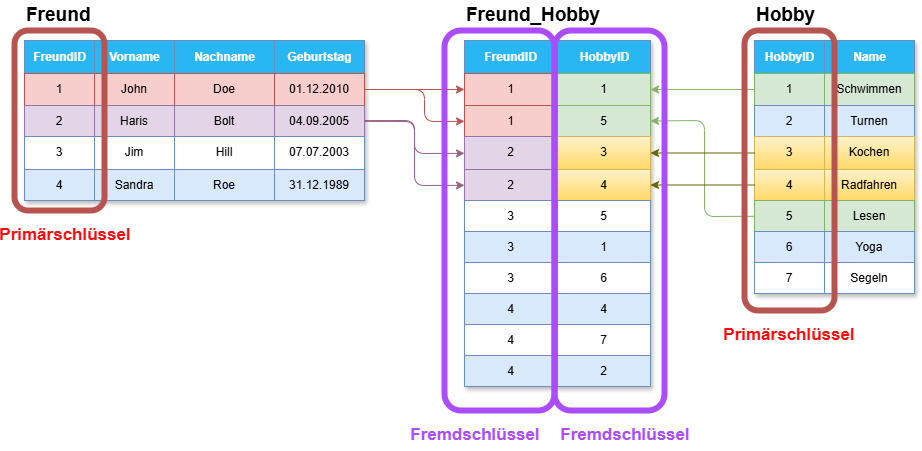 Freund
FreundID Vorname Nachname Geburtstag
1 John Doe 01.12.2010
2 Haris Bolt 04.09.2005
3 Jim Hill 07.07.2003
4 Sandra Roe 31.12.1989
Primärschlüssel
Freund_Hobby
FreundID HobbyID
1 1
1 5
2 3
2 4
3 5
3 1
3 6
4 4
4 7
4 2
Fremdschlüssel Fremdschlüssel
Hobby
HobbyID Name
1 Schwimmen
2 Turnen
3 Kochen
4 Radfahren
5 Lesen
6 Yoga
7 Segeln
Primärschlüssel